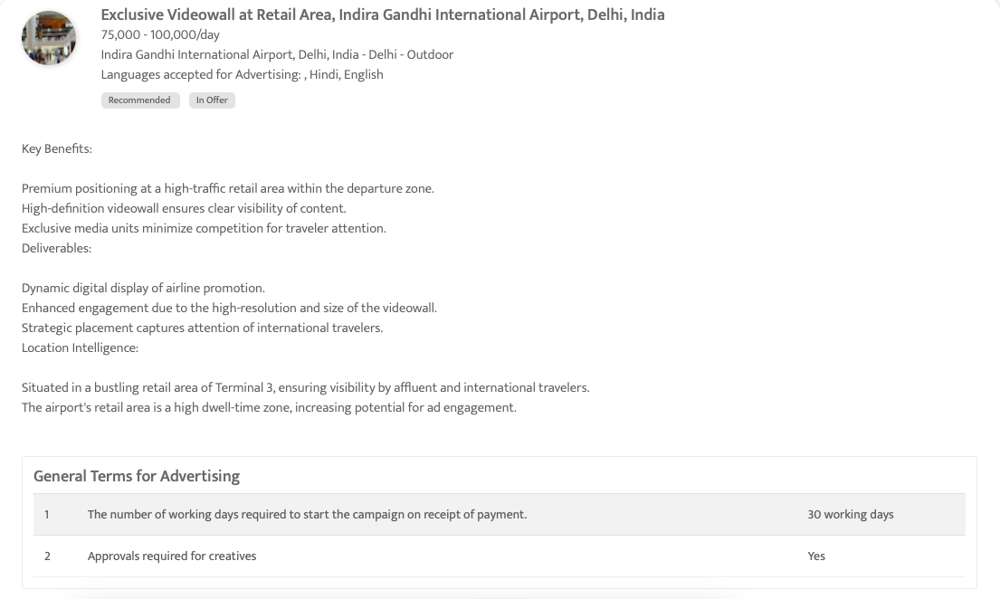 Exclusive Videowall at Retail Area, Indira Gandhi International Airport, Delhi, India
75,000 - 100,000/day
Indira Gandhi International Airport, Delhi, India - Delhi - Outdoor
Languages accepted for Advertising: , Hindi, English
Recommended In Offer
Key Benefits:
Premium positioning at a high-traffic retail area within the departure zone.
High-definition videowall ensures clear visibility of content.
Exclusive media units minimize competition for traveler attention.
Deliverables:
Dynamic digital display of airline promotion.
Enhanced engagement due to the high-resolution and size of the videowall.
Strategic placement captures attention of international travelers.
Location Intelligence:
Situated in a bustling retail area of Terminal 3, ensuring visibility by affluent and international travelers.
The airport's retail area is a high dwell-time zone, increasing potential for ad engagement.
General Terms for Advertising
1 The number of working days required to start the campaign on receipt of payment. 30 working days
2 Approvals required for creatives Yes